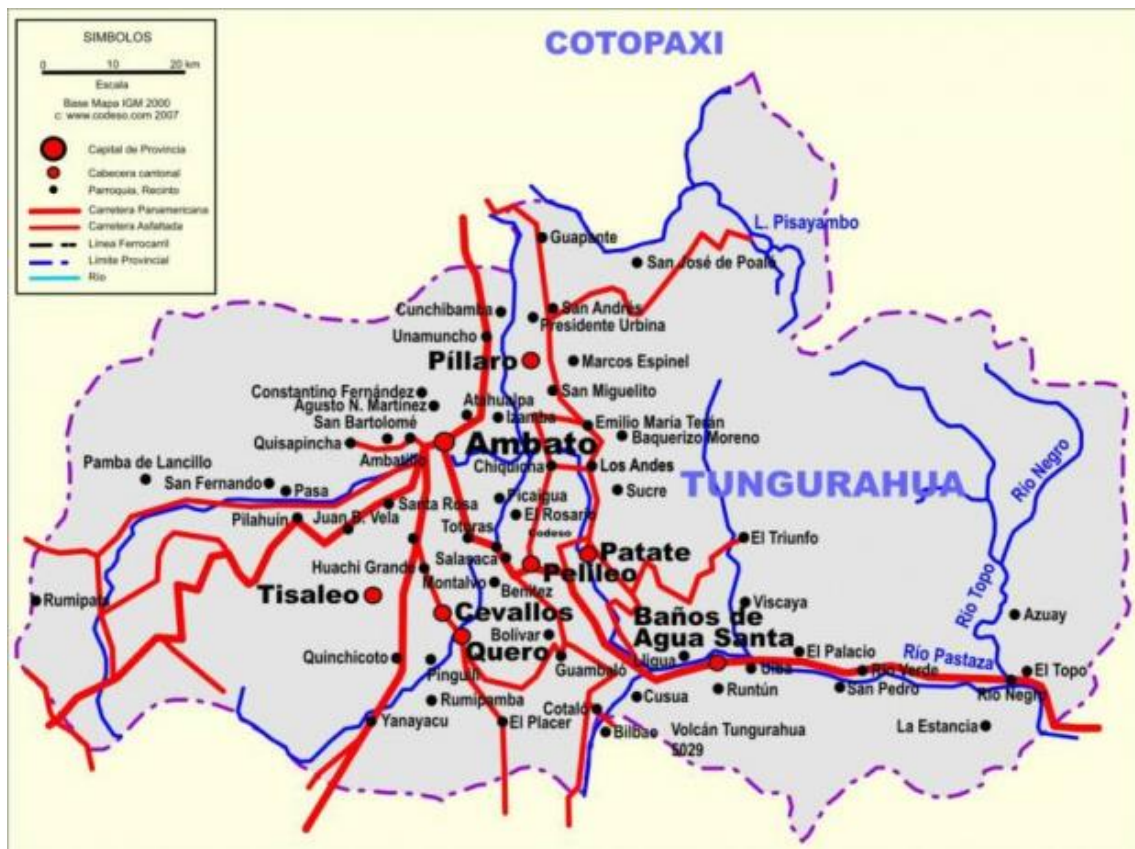 SIMBOLOS
0 10 20 km
Escala
Base Mapa IGM 2000
c: www.codeso.com 2007
Capital de Provincia
Cabecera cantonal
Parroquia, Recinto
Carretera Panamericana
Carretera Asfaltada
Línea Ferrocarril
Límite Provincial
Río
COTOPAXI
L. Pisayambo
Guapante
San José de Poaló
Cunchibamba
San Andrés
Presidente Urbina
Unamuncho
Píllaro
Marcos Espinel
Constantino Fernández
San Miguelito
Agusto N. Martínez
Atahualpa
Izamba
Emilio María Terán
San Bartolomé
Baquerizo Moreno
Quisapincha
Ambato
Ambatillo
Chiquicha
Los Andes
Pamba de Lancillo
San Fernando
Pasa
Sucre
TUNGURAHUA
Río Negro
Santa Rosa
Picaigua
El Rosario
Pilahuín
Juan B. Vela
Totoras
Codeso
El Triunfo
Patate
Salasaca
Pelileo
Huachi Grande
Montalvo
Benítez
Tisaleo
Rumipata
Viscaya
Río Topo
Azuay
Cevallos
Baños de
Agua Santa
Bolívar
Quero
El Palacio
Río Pastaza
Quinchicoto
Pinguilí
Guambaló
Ulba
Río Verde
El Topo
Runtún
San Pedro
Río Negro
Rumipamba
Cusua
Yanayacu
El Placer
Cotaló
Bilbao
Volcán Tungurahua
5029
La Estancia